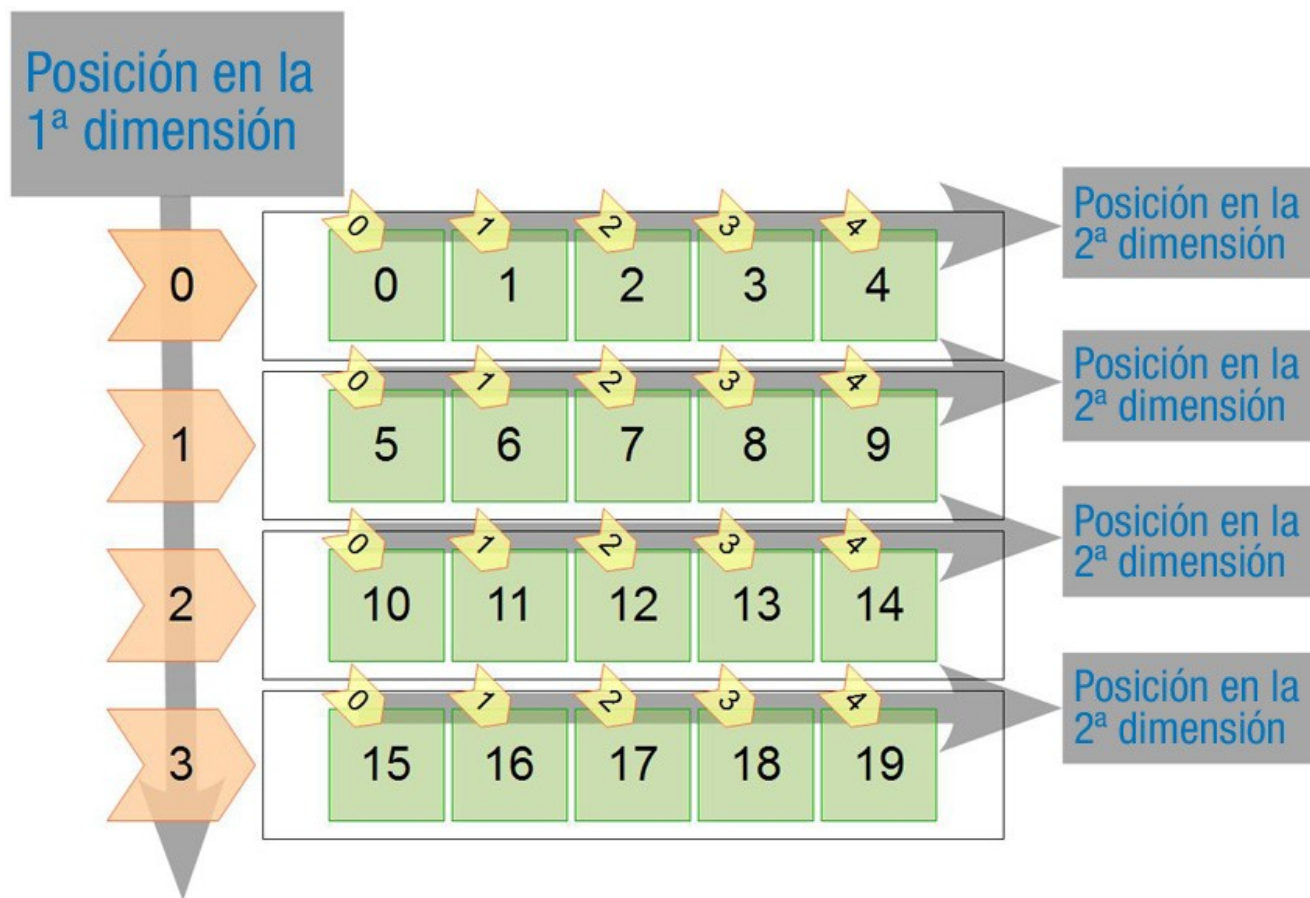 Posición en la
1ª dimensión
0 1 2 3 4
Posición en la
2ª dimensión
0
0 1 2 3 4
0 1 2 3 4
Posición en la
2ª dimensión
1
5 6 7 8 9
0 1 2 3 4
Posición en la
2ª dimensión
2
10 11 12 13 14
0 1 2 3 4
Posición en la
2ª dimensión
3
15 16 17 18 19